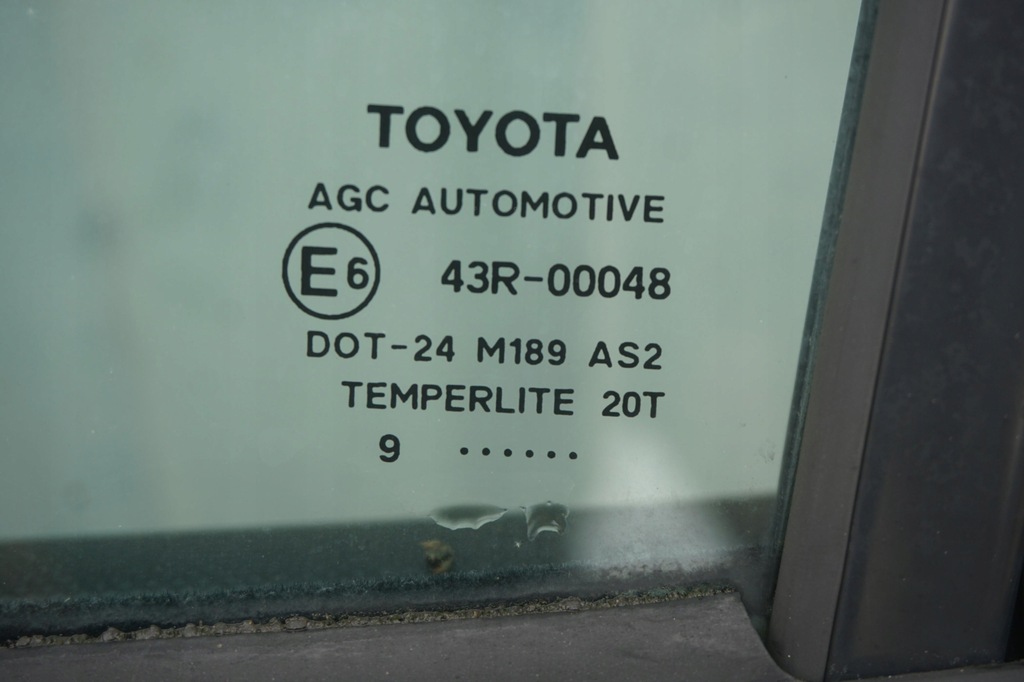 TOYOTA
AGC AUTOMOTIVE
E6 43R-00048
DOT-24 M189 AS2
TEMPERLITE 20T
9 ......